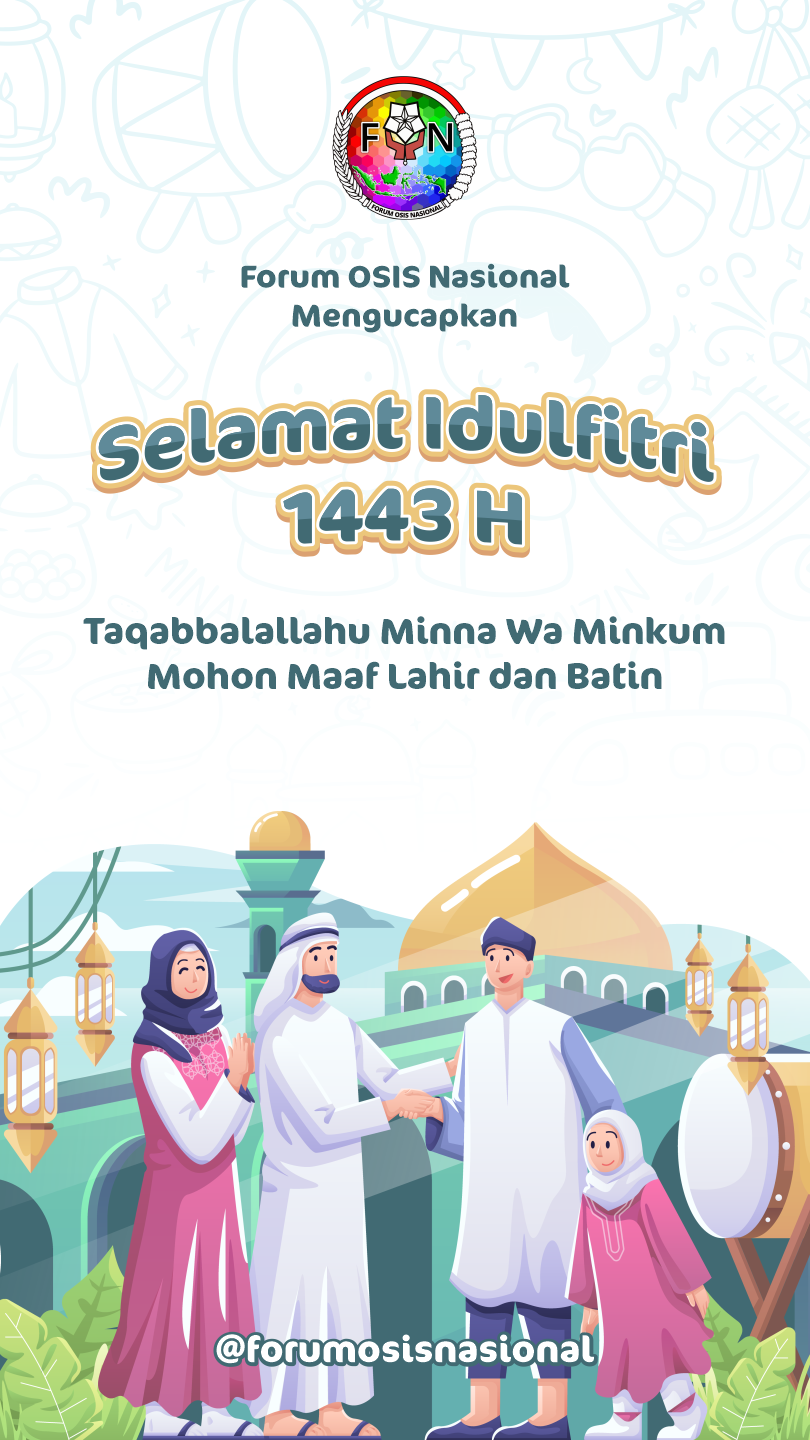 F N
FORUM OSIS NASIONAL
Forum OSIS Nasional
Mengucapkan
Selamat Idulfitri
1443 H
Taqabbalallahu Minna Wa Minkum
Mohon Maaf Lahir dan Batin
@forumosisnasional